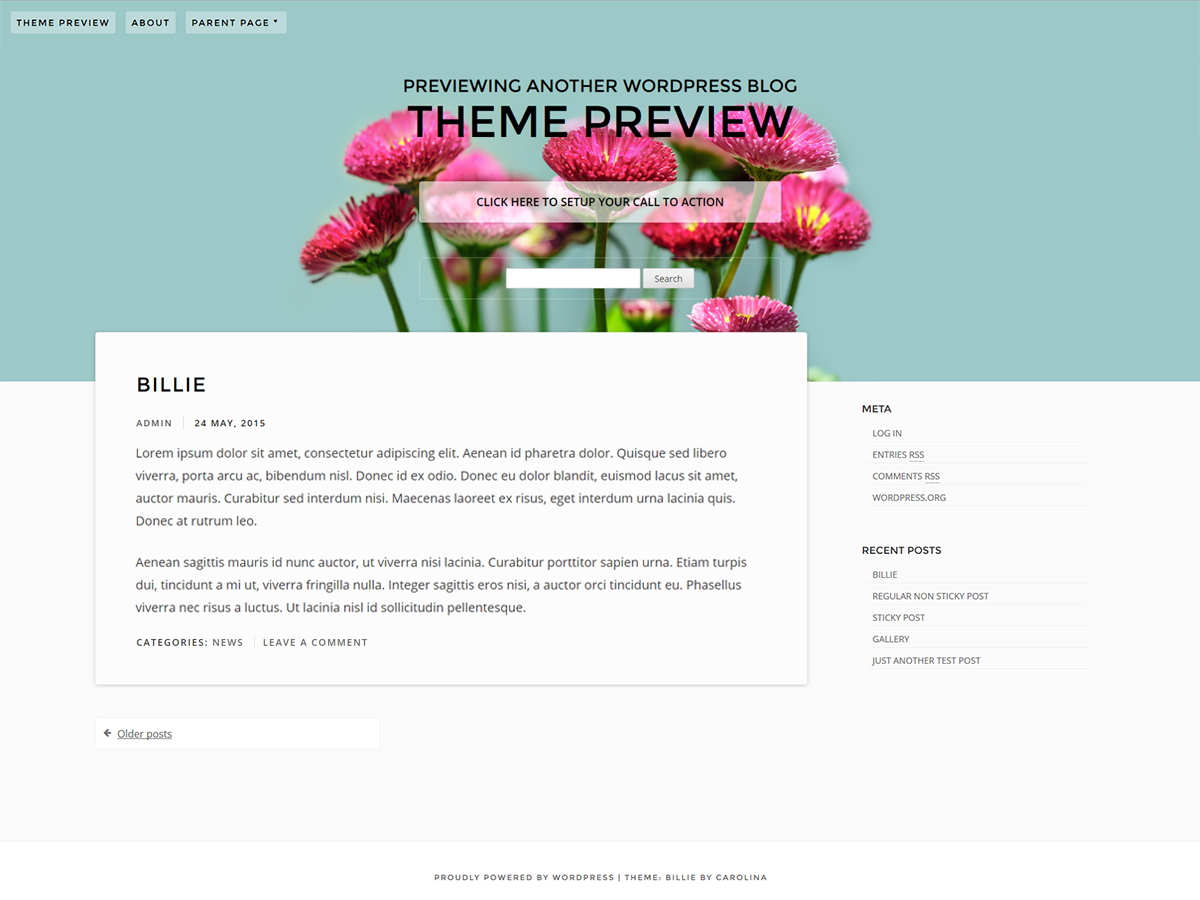 THEME PREVIEW
ABOUT
PARENT PAGE
PREVIEWING ANOTHER WORDPRESS BLOG
THEME PREVIEW
CLICK HERE TO SETUP YOUR CALL TO ACTION
Search
BILLIE
ADMIN
24 MAY, 2015
Lorem ipsum dolor sit amet, consectetur adipiscing elit. Aenean id pharetra dolor. Quisque sed libero
viverra, porta arcu ac, bibendum nisl. Donec id ex odio. Donec eu dolor blandit, euismod lacus sit amet,
auctor mauris. Curabitur sed interdum nisi. Maecenas laoreet ex risus, eget interdum urna lacinia quis.
Donec at rutrum leo.
Aenean sagittis mauris id nunc auctor, ut viverra nisi lacinia. Curabitur porttitor sapien urna. Etiam turpis
dui, tincidunt a mi ut, viverra fringilla nulla. Integer sagittis eros nisi, a auctor orci tincidunt eu. Phasellus
viverra nec risus a luctus. Ut lacinia nisl id sollicitudin pellentesque.
CATEGORIES: NEWS
LEAVE A COMMENT
Older posts
META
LOG IN
ENTRIES RSS
COMMENTS RSS
WORDPRESS.ORG
RECENT POSTS
BILLIE
REGULAR NON STICKY POST
STICKY POST
GALLERY
JUST ANOTHER TEST POST
PROUDLY POWERED BY WORDPRESS | THEME: BILLIE BY CAROLINA